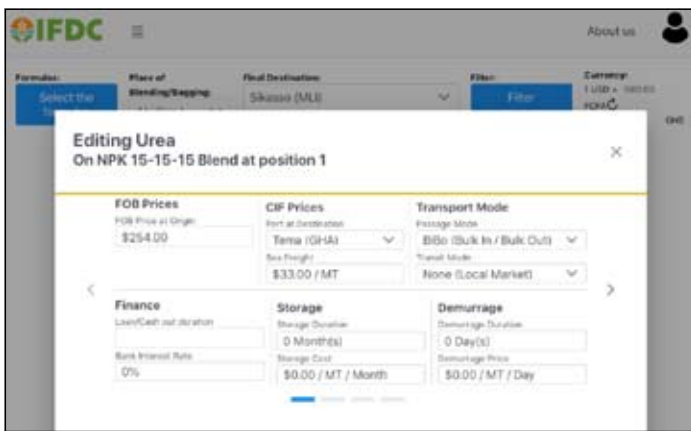 IFDC
About us
Formulas:
Place of
Blending/Bagging:
Final Destination:
Filter:
Currency:
Select the
Sikasso (MLI)
Filter
1 USD =
GHS
Editing Urea
On NPK 15-15-15 Blend at position 1
FOB Prices
CIF Prices
Transport Mode
FOB Price at Origin
Port at Destination
Passage Mode
$254.00
Tema (GHA)
BiBo (Bulk In / Bulk Out)
Sea Freight
Transit Mode
$33.00 / MT
None (Local Market)
Finance
Storage
Demurrage
Loan/Cash out duration
Storage Duration
Demurrage Duration
0 Month(s)
0 Day(s)
Bank Interest Rate
Storage Cost
Demurrage Price
0%
$0.00 / MT / Month
$0.00 / MT / Day